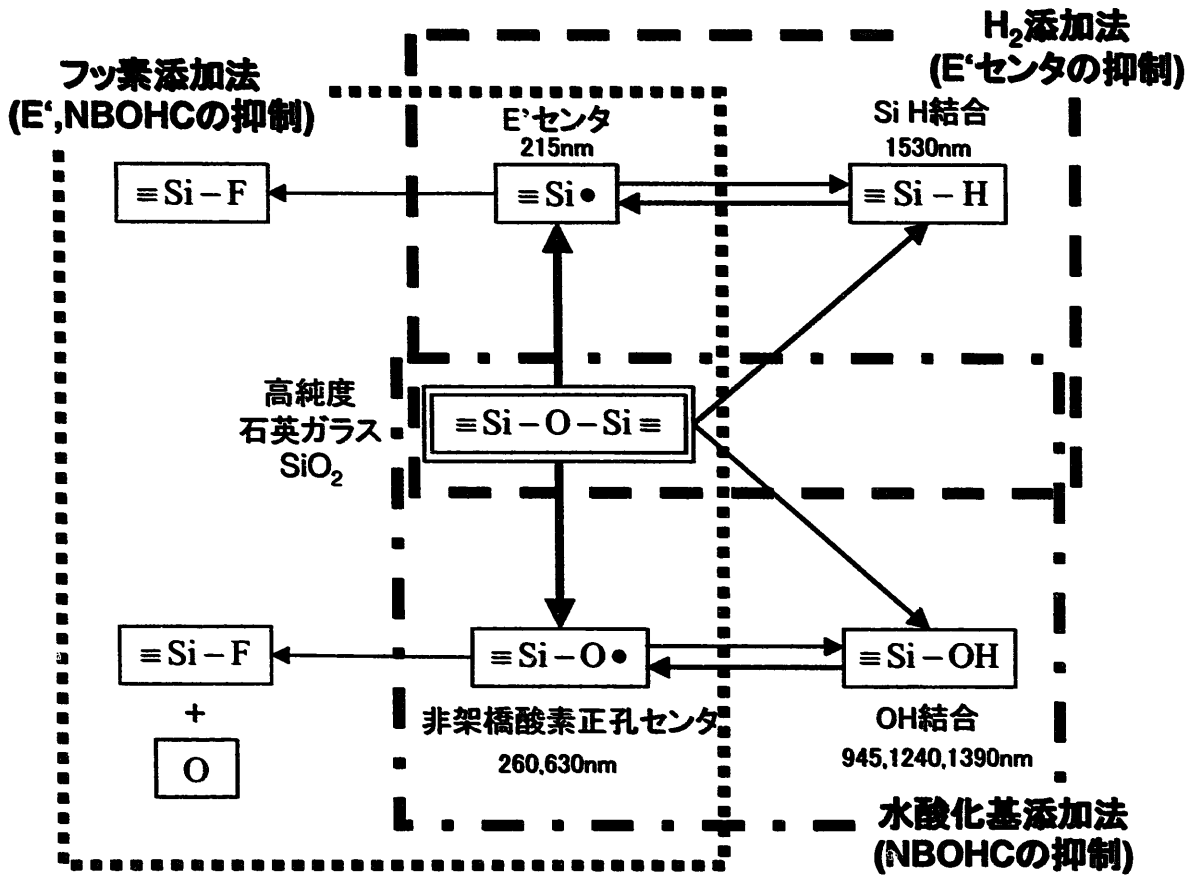 H₂添加法
(E‘センタの抑制)
フッ素添加法
(E‘,NBOHCの抑制)
E’センタ
215nm
Si H結合
1530nm
≡Si－F
≡Si●
≡Si－H
高純度
石英ガラス
SiO₂
≡Si－O－Si≡
≡Si－F
+
O
≡Si－O●
≡Si－OH
非架橋酸素正孔センタ
260,630nm
OH結合
945,1240,1390nm
水酸化基添加法
(NBOHCの抑制)